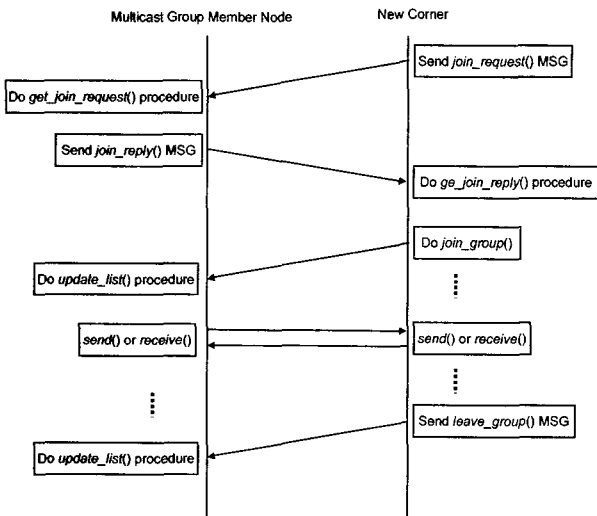 Multicast Group Member Node
New Corner
Send join_request() MSG
Do get_join_request() procedure
Send join_reply() MSG
Do ge_join_reply() procedure
Do join_group()
Do update_list() procedure
send() or receive()
send() or receive()
Send leave_group() MSG
Do update_list() procedure